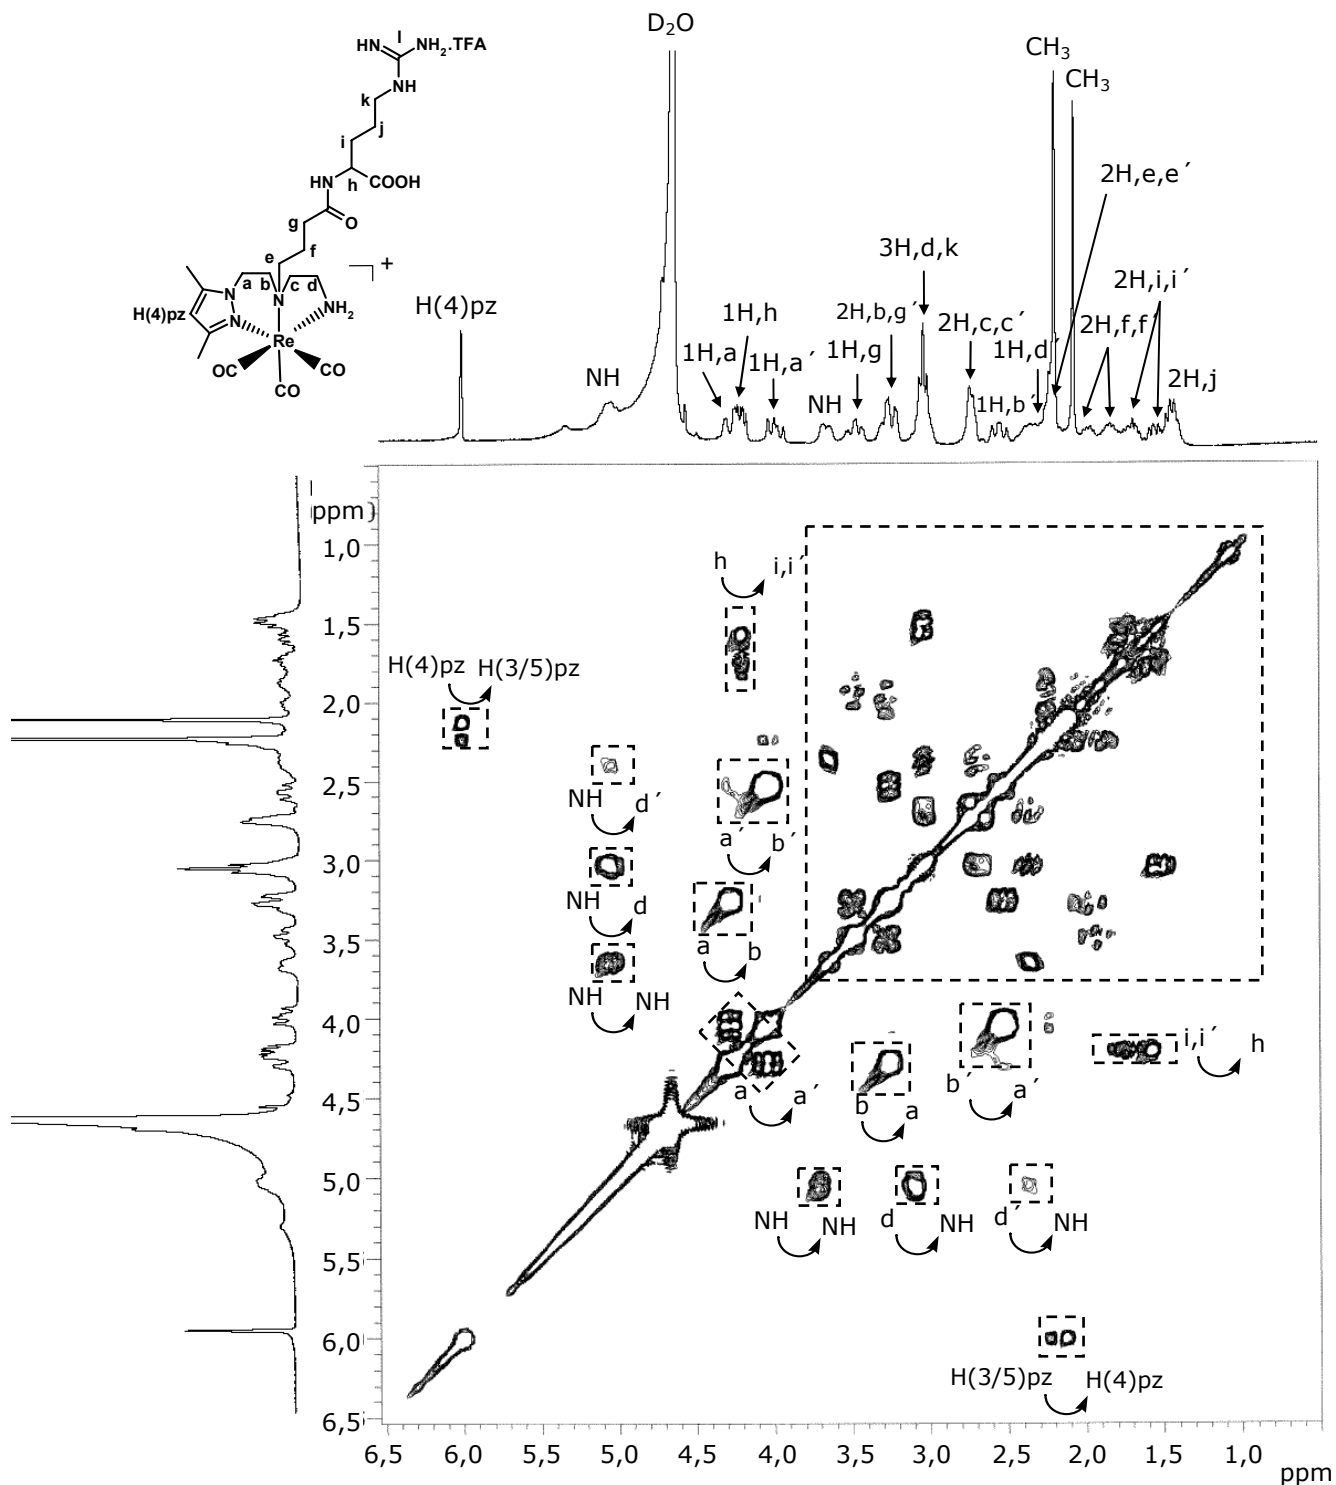 D₂O
CH₃
CH₃
HN
l
NH₂.TFA
NH
k
j
i
HN
h
COOH
g
O
f
e
a
b
c
d
N
N
NH₂
N
H(4)pz
Re
OC
CO
CO
+
H(4)pz
NH
1H,a
1H,h
1H,a´
NH
1H,g
2H,b,g´
3H,d,k
2H,c,c´
1H,b´
1H,d´
2H,e,e´
2H,f,f´
2H,i,i´
2H,j
ppm)
1,0
1,5
2,0
2,5
3,0
3,5
4,0
4,5
5,0
5,5
6,0
6,5
h
i,i´
H(4)pz
H(3/5)pz
NH
d´
a´
b´
NH
d
a
b
NH
NH
a
a´
b
a
b´
a´
i,i´
h
NH
NH
d
NH
d´
NH
H(3/5)pz
H(4)pz
6,5 6,0 5,0 4,5 4,0 3,5 3,0 2,5 2,0 1,5 1,0
ppm